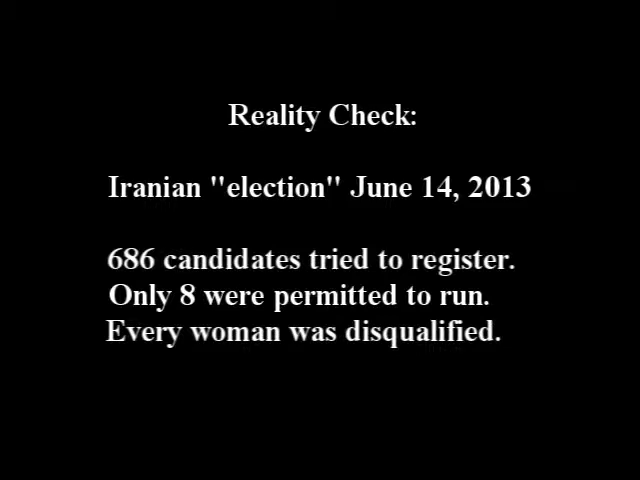 Reality Check:
Iranian "election" June 14, 2013
686 candidates tried to register.
Only 8 were permitted to run.
Every woman was disqualified.